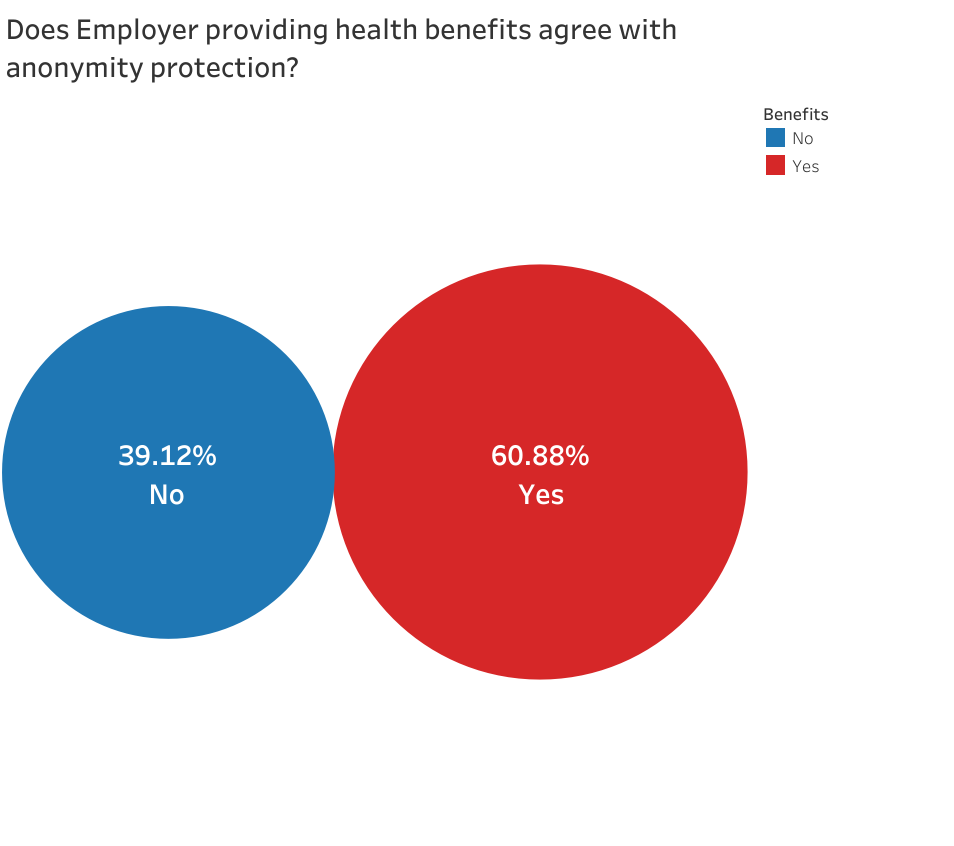 Does Employer providing health benefits agree with
anonymity protection?
Benefits
No
Yes
39.12%
No
60.88%
Yes